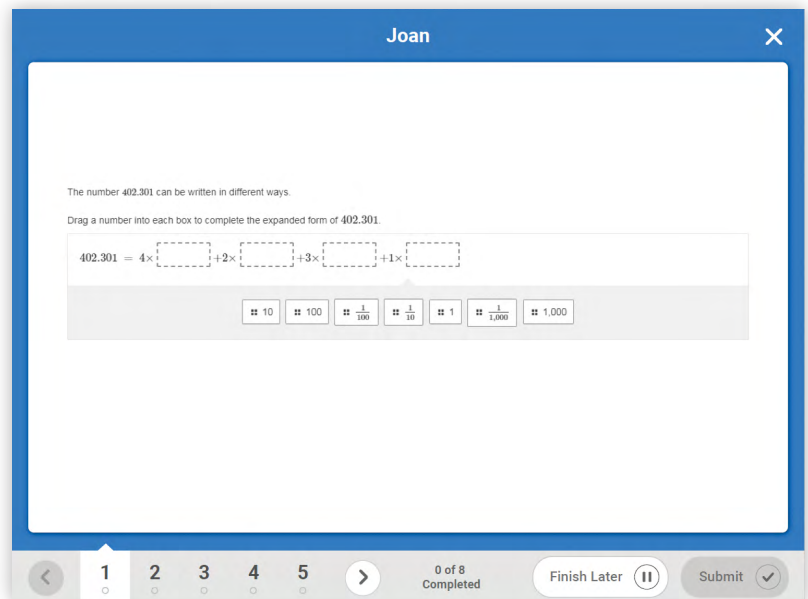 Joan
The number 402.301 can be written in different ways.
Drag a number into each box to complete the expanded form of 402.301.
402.301 = 4× +2× +3× +1×
10 100 1/100 1/10 1 1/1,000 1,000
1 2 3 4 5 0 of 8 Completed Finish Later Submit